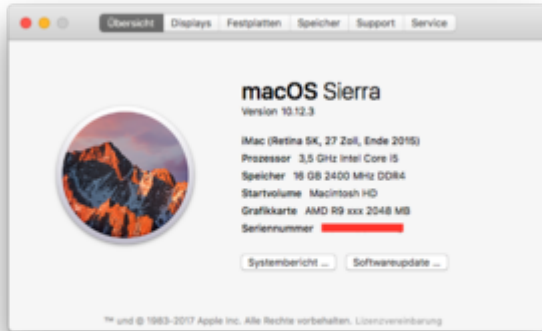 Übersicht Displays Festplatten Speicher Support Service
macOS Sierra
Version 10.12.3
iMac (Retina 5K, 27 Zoll, Ende 2015)
Prozessor 3,5 GHz Intel Core i5
Speicher 16 GB 2400 MHz DDR4
Startvolume Macintosh HD
Grafikkarte AMD R9 xxx 2048 MB
Seriennummer
Systembericht ... Softwareupdate ...
™ und © 1983-2017 Apple Inc. Alle Rechte vorbehalten. Lizenzvereinbarung